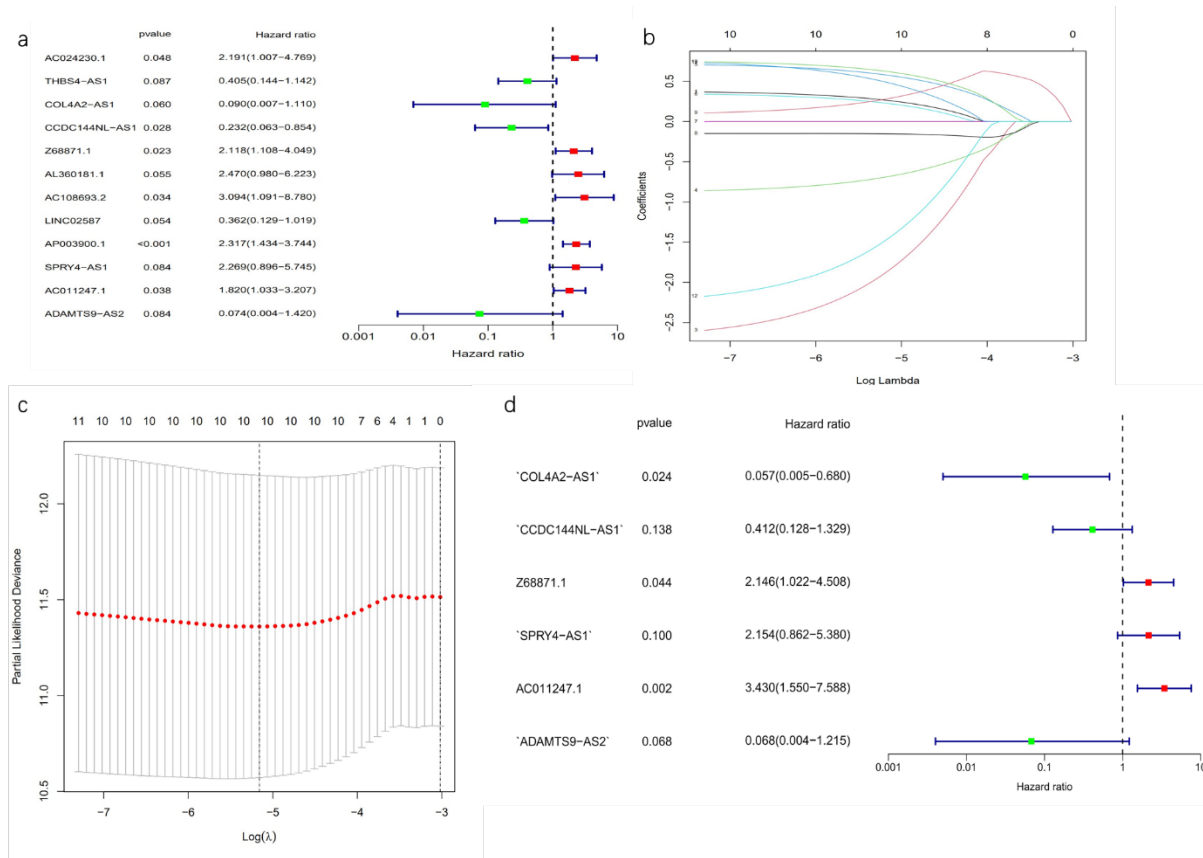 a
pvalue Hazard ratio
AC024230.1 0.048 2.191(1.007−4.769)
THBS4−AS1 0.087 0.405(0.144−1.142)
COL4A2−AS1 0.060 0.090(0.007−1.110)
CCDC144NL−AS1 0.028 0.232(0.063−0.854)
Z68871.1 0.023 2.118(1.108−4.049)
AL360181.1 0.055 2.470(0.980−6.223)
AC108693.2 0.034 3.094(1.091−8.780)
LINC02587 0.054 0.362(0.129−1.019)
AP003900.1 <0.001 2.317(1.434−3.744)
SPRY4−AS1 0.084 2.269(0.896−5.745)
AC011247.1 0.038 1.820(1.033−3.207)
ADAMTS9−AS2 0.084 0.074(0.004−1.420)
0.001 0.1 1 10
Hazard ratio
b
10 10 10 8 0
0.5
0.0
−0.5
−1.0
−1.5
−2.0
−2.5
Coefficients
9
7
4
12
3
−7 −6 −5 −4 −3
Log Lambda
c
11 10 10 10 10 10 10 10 10 10 10 10 7 6 4 1 1 0
12.0
11.5
11.0
10.5
Partial Likelihood Deviance
−7 −6 −5 −4 −3
Log(λ)
d
pvalue Hazard ratio
`COL4A2−AS1` 0.024 0.057(0.005−0.680)
`CCDC144NL−AS1` 0.138 0.412(0.128−1.329)
Z68871.1 0.044 2.146(1.022−4.508)
`SPRY4−AS1` 0.100 2.154(0.862−5.380)
AC011247.1 0.002 3.430(1.550−7.588)
`ADAMTS9−AS2` 0.068 0.068(0.004−1.215)
0.001 0.01 0.1 1 10
Hazard ratio